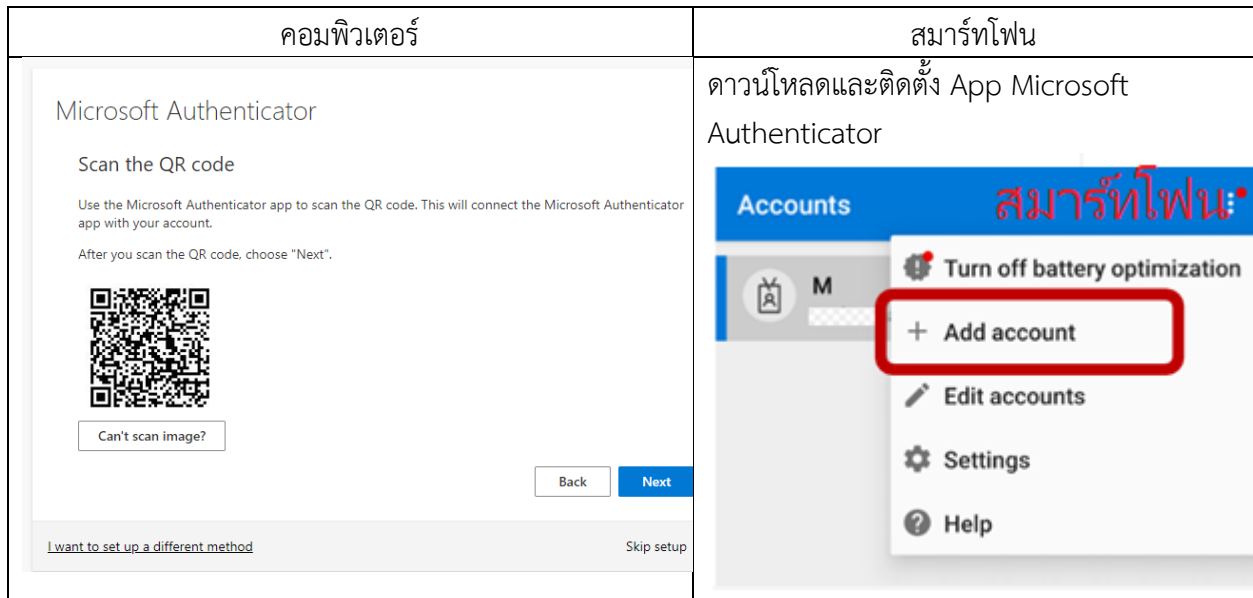 คอมพิวเตอร์
สมาร์ทโฟน
Microsoft Authenticator
Scan the QR code
Use the Microsoft Authenticator app to scan the QR code. This will connect the Microsoft Authenticator
app with your account.
After you scan the QR code, choose "Next".
Can't scan image?
Back
Next
I want to set up a different method
Skip setup
ดาวน์โหลดและติดตั้ง App Microsoft
Authenticator
Accounts
สมาร์ทโฟน
M
Turn off battery optimization
Add account
Edit accounts
Settings
Help